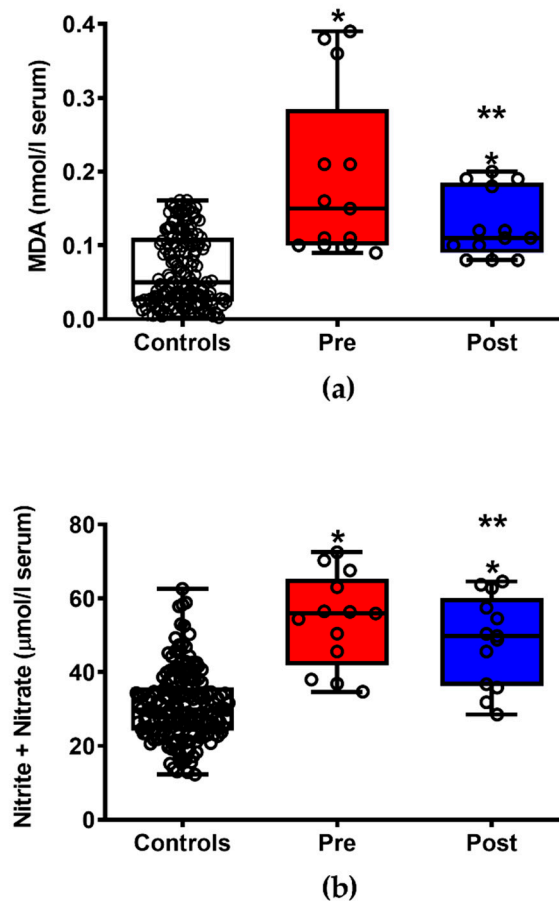 MDA (nmol/l serum)
0.4
0.3
0.2
0.1
0.0
*
**
*
Controls Pre Post
(a)
Nitrite + Nitrate (μmol/l serum)
80
60
40
20
0
*
**
*
Controls Pre Post
(b)